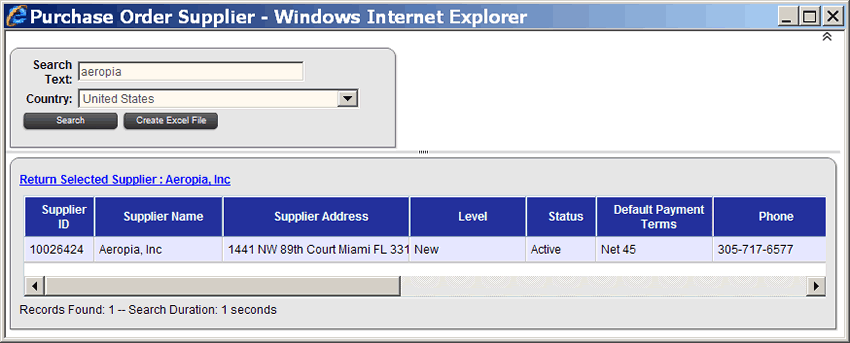 Purchase Order Supplier - Windows Internet Explorer
Search Text: aeropia
Country: United States
Search Create Excel File
Return Selected Supplier : Aeropia, Inc
Supplier ID Supplier Name Supplier Address Level Status Default Payment Terms Phone
10026424 Aeropia, Inc 1441 NW 89th Court Miami FL 331 New Active Net 45 305-717-6577
Records Found: 1 -- Search Duration: 1 seconds